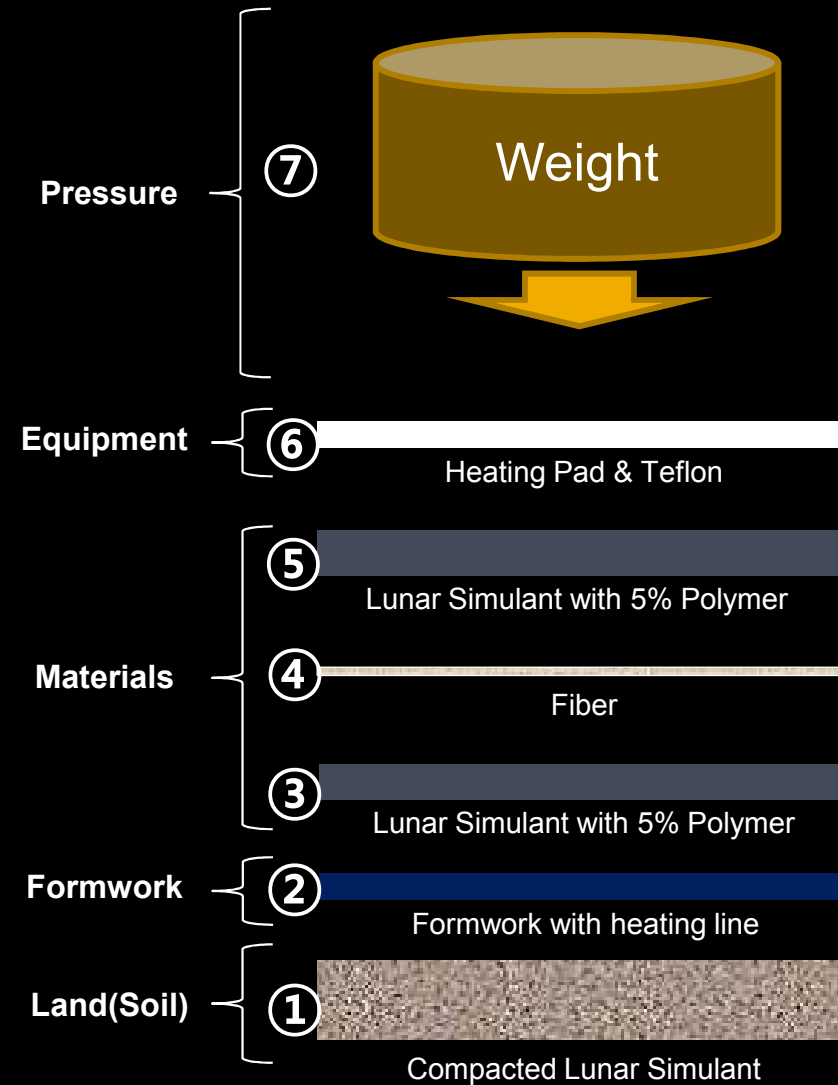 Pressure
⑦
Weight
Equipment
⑥
Heating Pad & Teflon
Materials
⑤
Lunar Simulant with 5% Polymer
④
Fiber
③
Lunar Simulant with 5% Polymer
Formwork
②
Formwork with heating line
Land(Soil)
①
Compacted Lunar Simulant